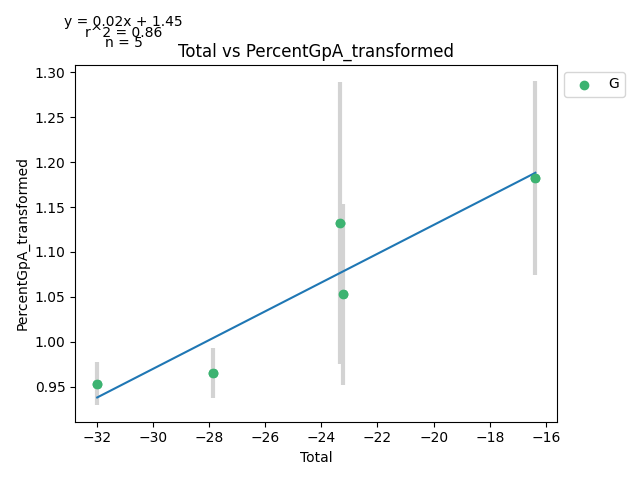 y = 0.02x + 1.45
r^2 = 0.86
n = 5
Total vs PercentGpA_transformed
G
PercentGpA_transformed
1.30
1.25
1.20
1.15
1.10
1.05
1.00
0.95
−32 −30 −28 −26 −24 −22 −20 −18 −16
Total